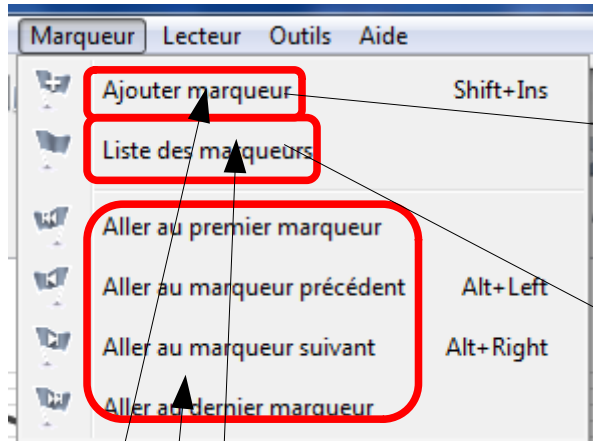 Marqueur Lecteur Outils Aide
Ajouter marqueur Shift+Ins
Liste des marqueurs
Aller au premier marqueur
Aller au marqueur précédent Alt+Left
Aller au marqueur suivant Alt+Right
Aller au dernier marqueur